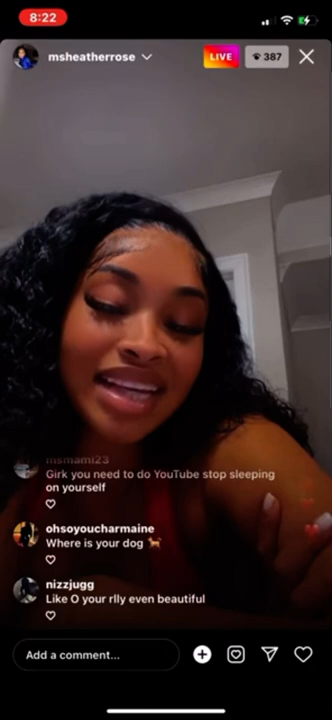 8:22
msheatherrose
LIVE
387
msmami23
Girk you need to do YouTube stop sleeping
on yourself
ohsoyoucharmaine
Where is your dog 🐕
nizzjugg
Like O your rlly even beautiful
Add a comment...